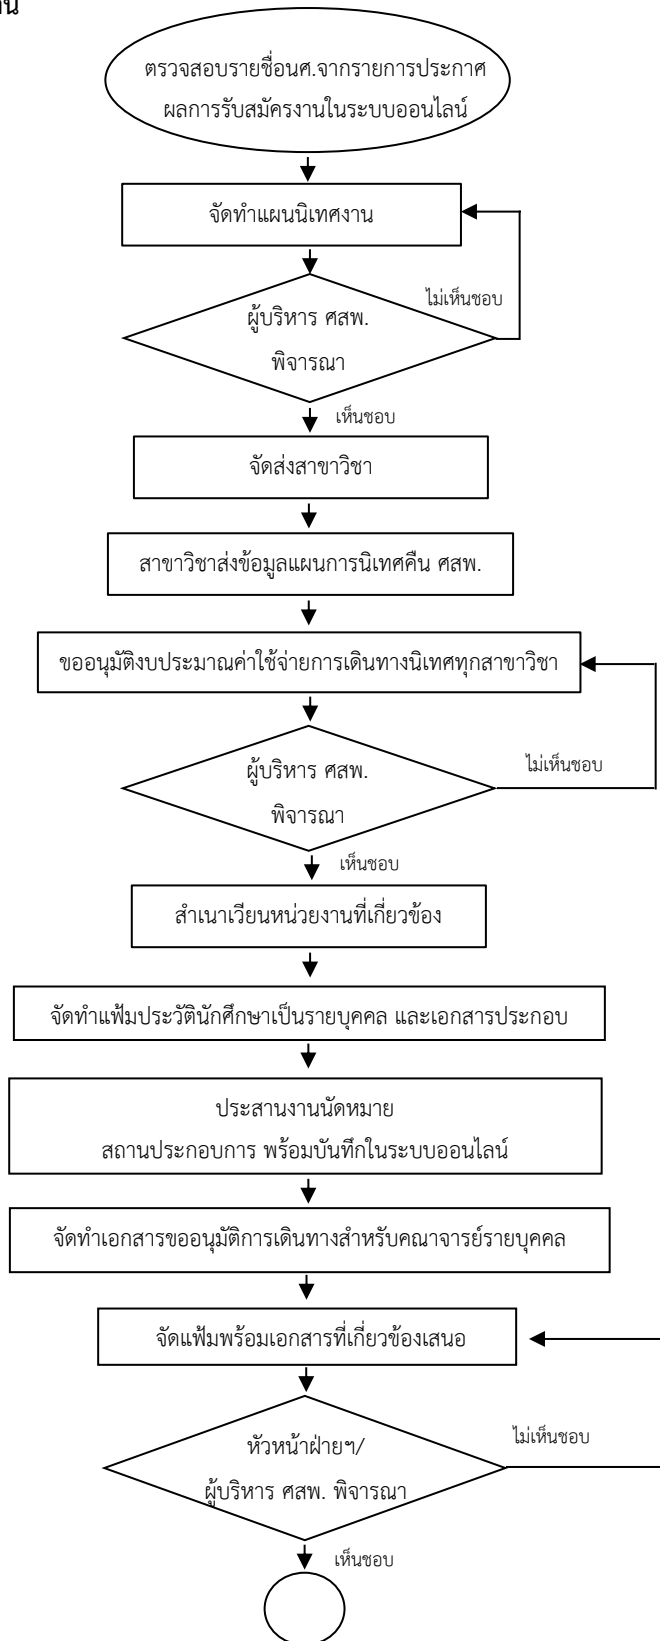 ตรวจสอบรายชื่อนศ.จากรายการประกาศ
ผลการรับสมัครงานในระบบออนไลน์
จัดทำแผนนิเทศงาน
ไม่เห็นชอบ
ผู้บริหาร ศสพ.
พิจารณา
เห็นชอบ
จัดส่งสาขาวิชา
สาขาวิชาส่งข้อมูลแผนการนิเทศคืน ศสพ.
ขออนุมัติงบประมาณค่าใช้จ่ายการเดินทางนิเทศทุกสาขาวิชา
ผู้บริหาร ศสพ.
ไม่เห็นชอบ
พิจารณา
เห็นชอบ
สำเนาเวียนหน่วยงานที่เกี่ยวข้อง
จัดทำแฟ้มประวัตินักศึกษาเป็นรายบุคคล และเอกสารประกอบ
ประสานงานนัดหมาย
สถานประกอบการ พร้อมบันทึกในระบบออนไลน์
จัดทำเอกสารขออนุมัติการเดินทางสำหรับคณาจารย์รายบุคคล
จัดแฟ้มพร้อมเอกสารที่เกี่ยวข้องเสนอ
ไม่เห็นชอบ
หัวหน้าฝ่ายฯ/
ผู้บริหาร ศสพ. พิจารณา
เห็นชอบ